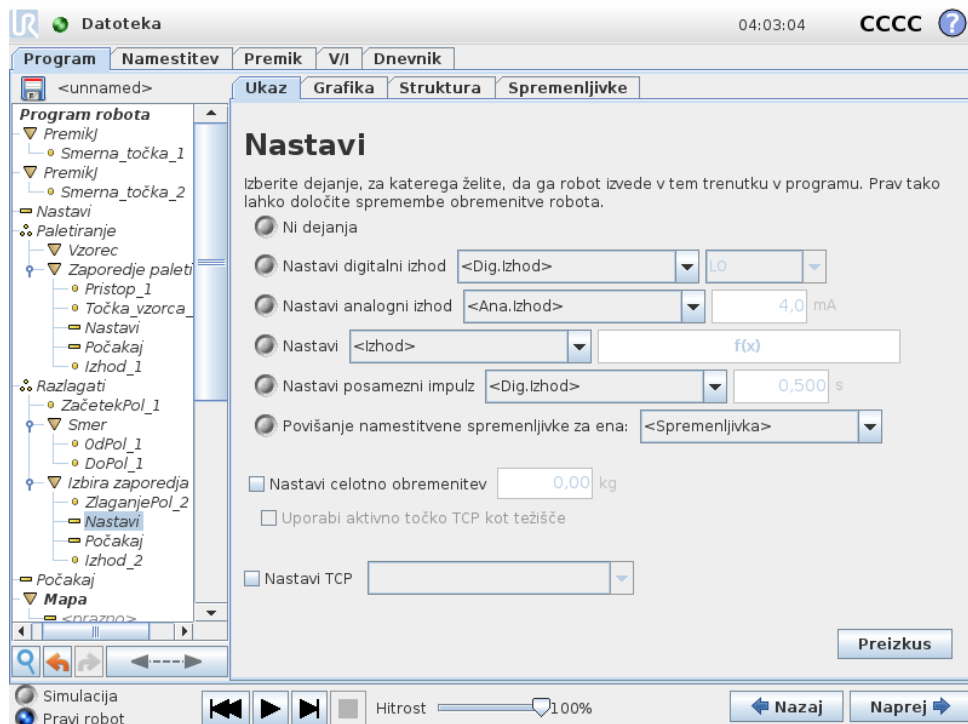 Datoteka
04:03:04
CCCC
?
Program
Namestitev
Premik
V/I
Dnevnik
<unnamed>
Ukaz
Grafika
Struktura
Spremenljivke
Program robota
PremikJ
Smerna_točka_1
PremikJ
Smerna_točka_2
Nastavi
Paletiranje
Vzorec
Zaporedje paleti
Pristop_1
Točka_vzorca_
Nastavi
Počakaj
Izhod_1
Razlagati
ZačetekPol_1
Smer
OdPol_1
DoPol_1
Izbira zaporedja
ZlaganjePol_2
Nastavi
Počakaj
Izhod_2
Počakaj
Mapa
<prazno>
Nastavi
Izberite dejanje, za katerega želite, da ga robot izvede v tem trenutku v programu. Prav tako
lahko določite spremembe obremenitve robota.
Ni dejanja
Nastavi digitalni izhod <Dig.Izhod> LO
Nastavi analogni izhod <Ana.Izhod> 4,0 mA
Nastavi <Izhod> f(x)
Nastavi posamezni impulz <Dig.Izhod> 0,500 s
Povišanje namestitvene spremenljivke za ena: <Spremenljivka>
Nastavi celotno obremenitev 0,00 kg
Uporabi aktivno točko TCP kot težišče
Nastavi TCP
Preizkus
Simulacija
Pravi robot
Hitrost 100%
Nazaj
Naprej